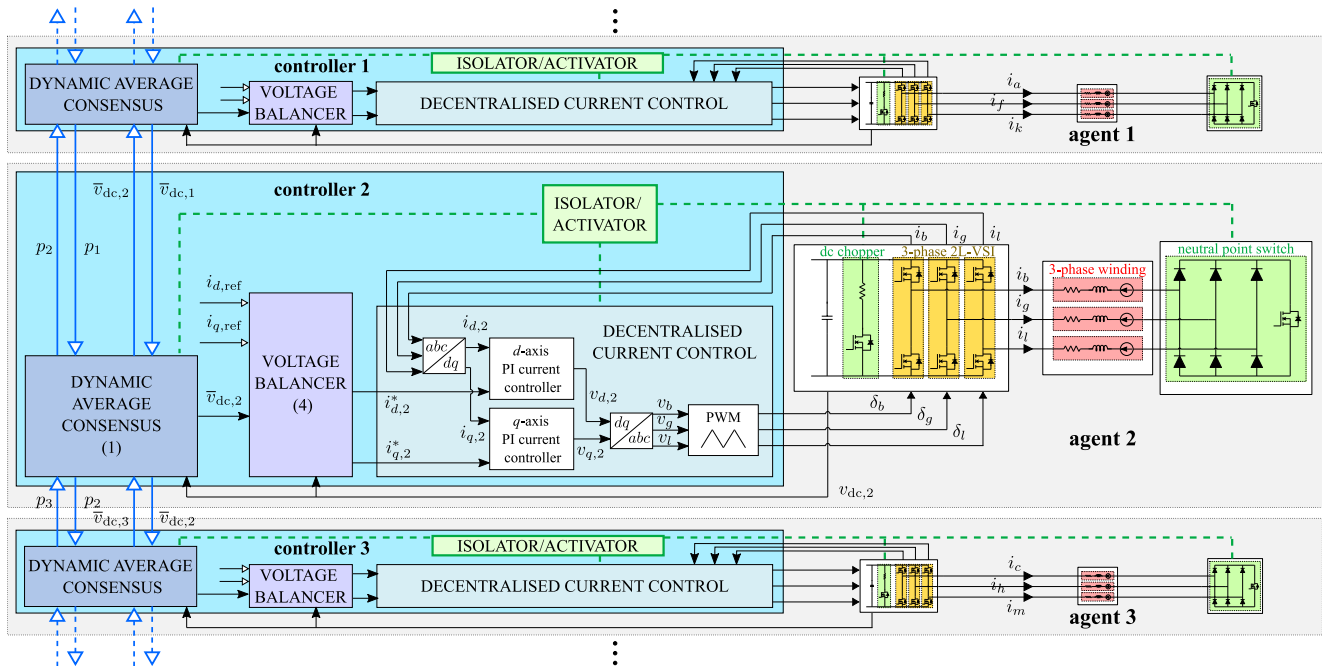 controller 1
ISOLATOR/ACTIVATOR
DYNAMIC AVERAGE
CONSENSUS
VOLTAGE
BALANCER
DECENTRALISED CURRENT CONTROL
i_a
i_f
i_k
agent 1
v̅_dc,2
v̅_dc,1
p_2
p_1
controller 2
ISOLATOR/
ACTIVATOR
i_d,ref
i_q,ref
DYNAMIC
AVERAGE
CONSENSUS
(1)
v̅_dc,2
VOLTAGE
BALANCER
(4)
i*_d,2
i*_q,2
DECENTRALISED
CURRENT CONTROL
abc
dq
i_d,2
i_q,2
d-axis
PI current
controller
q-axis
PI current
controller
v_d,2
v_q,2
dq
abc
v_b
v_g
v_l
PWM
δ_b
δ_g
δ_l
i_b
i_g
i_l
dc chopper
3-phase 2L-VSI
i_b
i_g
i_l
3-phase winding
neutral point switch
agent 2
v_dc,2
p_3
p_2
v̅_dc,3
v̅_dc,2
controller 3
ISOLATOR/ACTIVATOR
DYNAMIC AVERAGE
CONSENSUS
VOLTAGE
BALANCER
DECENTRALISED CURRENT CONTROL
i_c
i_h
i_m
agent 3